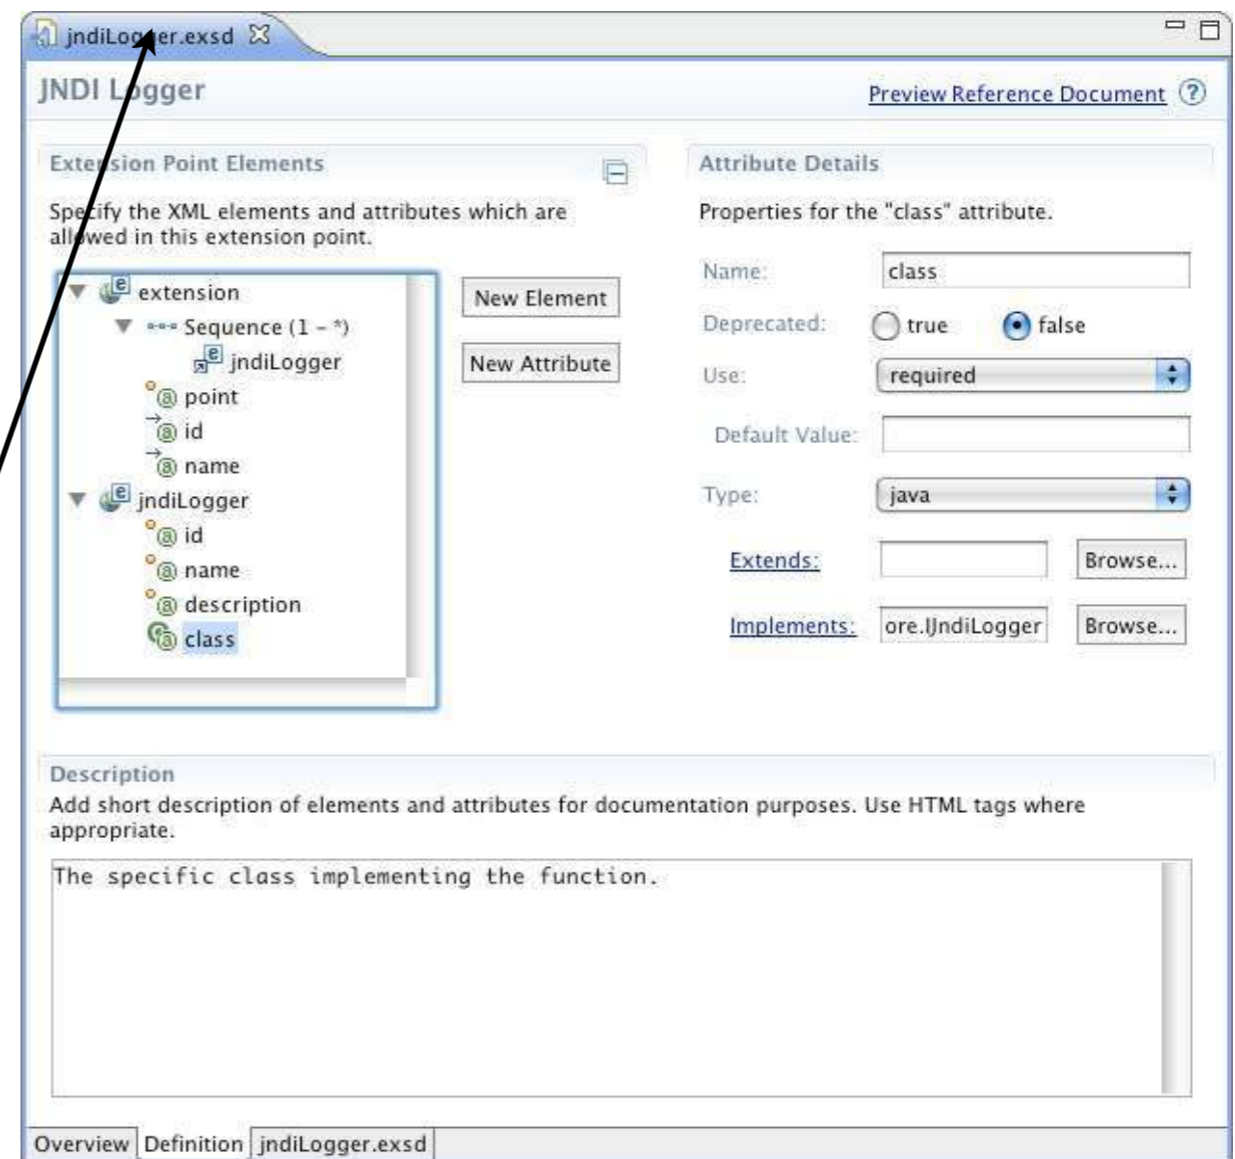 jndiLogger.exsd
JNDI Logger
Preview Reference Document ?
Extension Point Elements
Specify the XML elements and attributes which are
allowed in this extension point.
extension
Sequence (1 - *)
jndiLogger
point
id
name
jndiLogger
id
name
description
class
New Element
New Attribute
Attribute Details
Properties for the "class" attribute.
Name: class
Deprecated: true false
Use: required
Default Value:
Type: java
Extends: Browse...
Implements: ore.IJndiLogger Browse...
Description
Add short description of elements and attributes for documentation purposes. Use HTML tags where
appropriate.
The specific class implementing the function.
Overview Definition jndiLogger.exsd